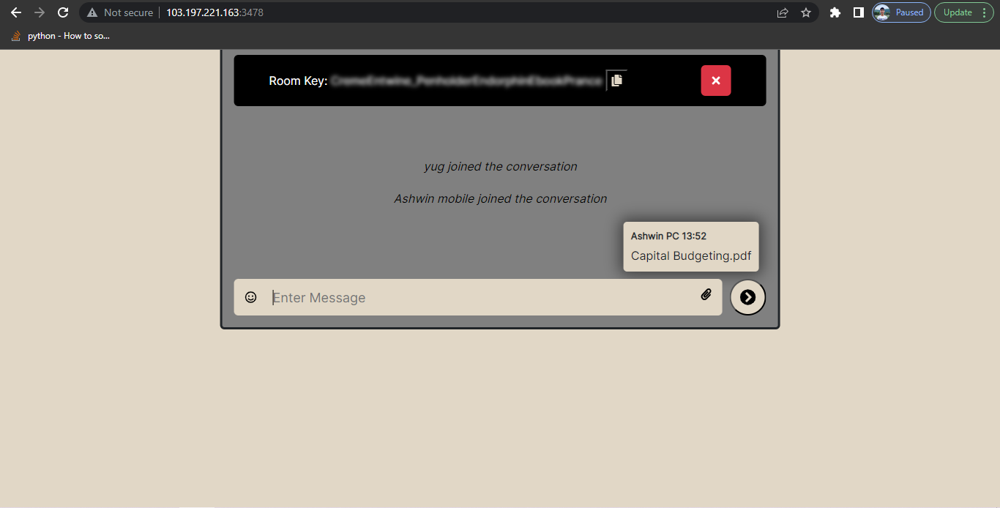 Not secure 103.197.221.163:3478
Paused
Update
python - How to so...
Room Key:
yug joined the conversation
Ashwin mobile joined the conversation
Ashwin PC 13:52
Capital Budgeting.pdf
Enter Message